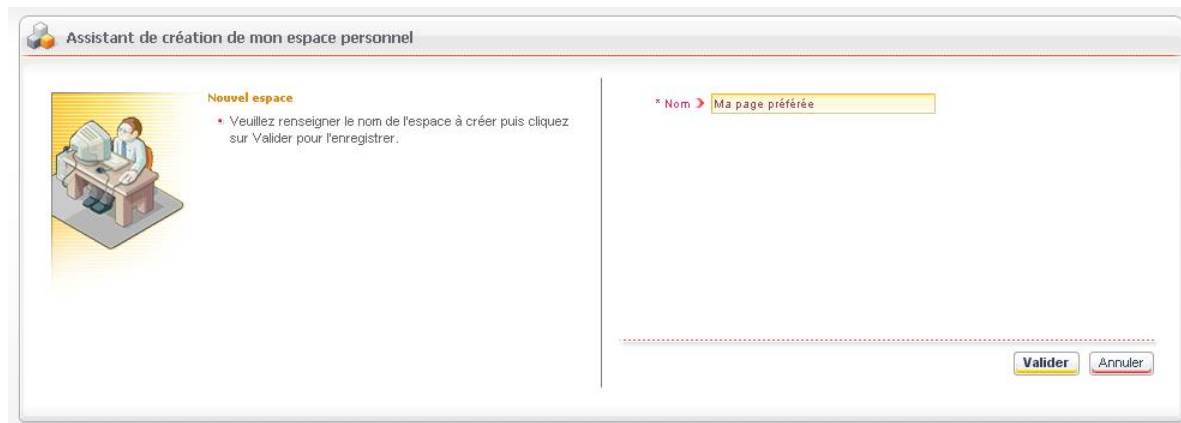 Assistant de création de mon espace personnel
Nouvel espace
• Veuillez renseigner le nom de l'espace à créer puis cliquez
sur Valider pour l'enregistrer.
* Nom Ma page préférée
Valider Annuler